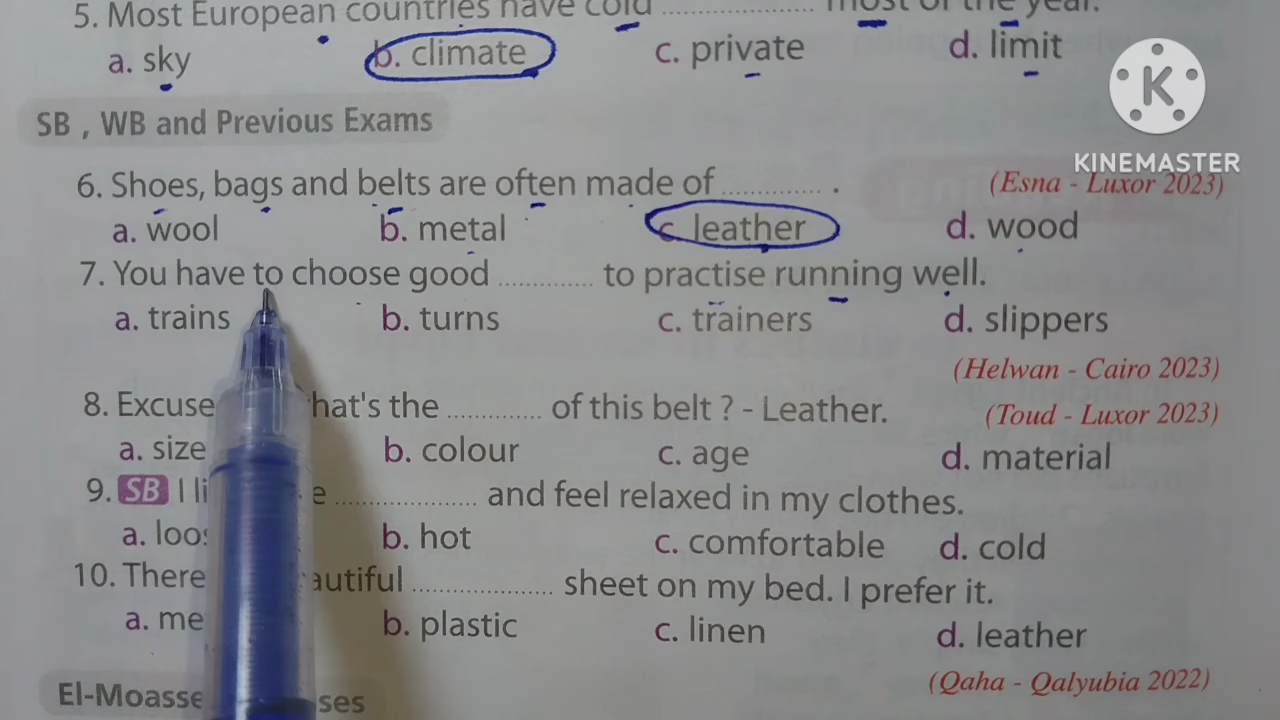 5. Most European countries have cold .................. most of the year.
a. sky b. climate c. private d. limit
SB , WB and Previous Exams
KINEMASTER
6. Shoes, bags and belts are often made of ............ . (Esna - Luxor 2023)
a. wool b. metal c. leather d. wood
7. You have to choose good ............ to practise running well.
a. trains b. turns c. trainers d. slippers
(Helwan - Cairo 2023)
8. Excuse hat's the ............ of this belt ? - Leather. (Toud - Luxor 2023)
a. size b. colour c. age d. material
9. SB I li e .................. and feel relaxed in my clothes.
a. loos b. hot c. comfortable d. cold
10. There autiful .................. sheet on my bed. I prefer it.
a. me b. plastic c. linen d. leather
(Qaha - Qalyubia 2022)
El-Moasse ses